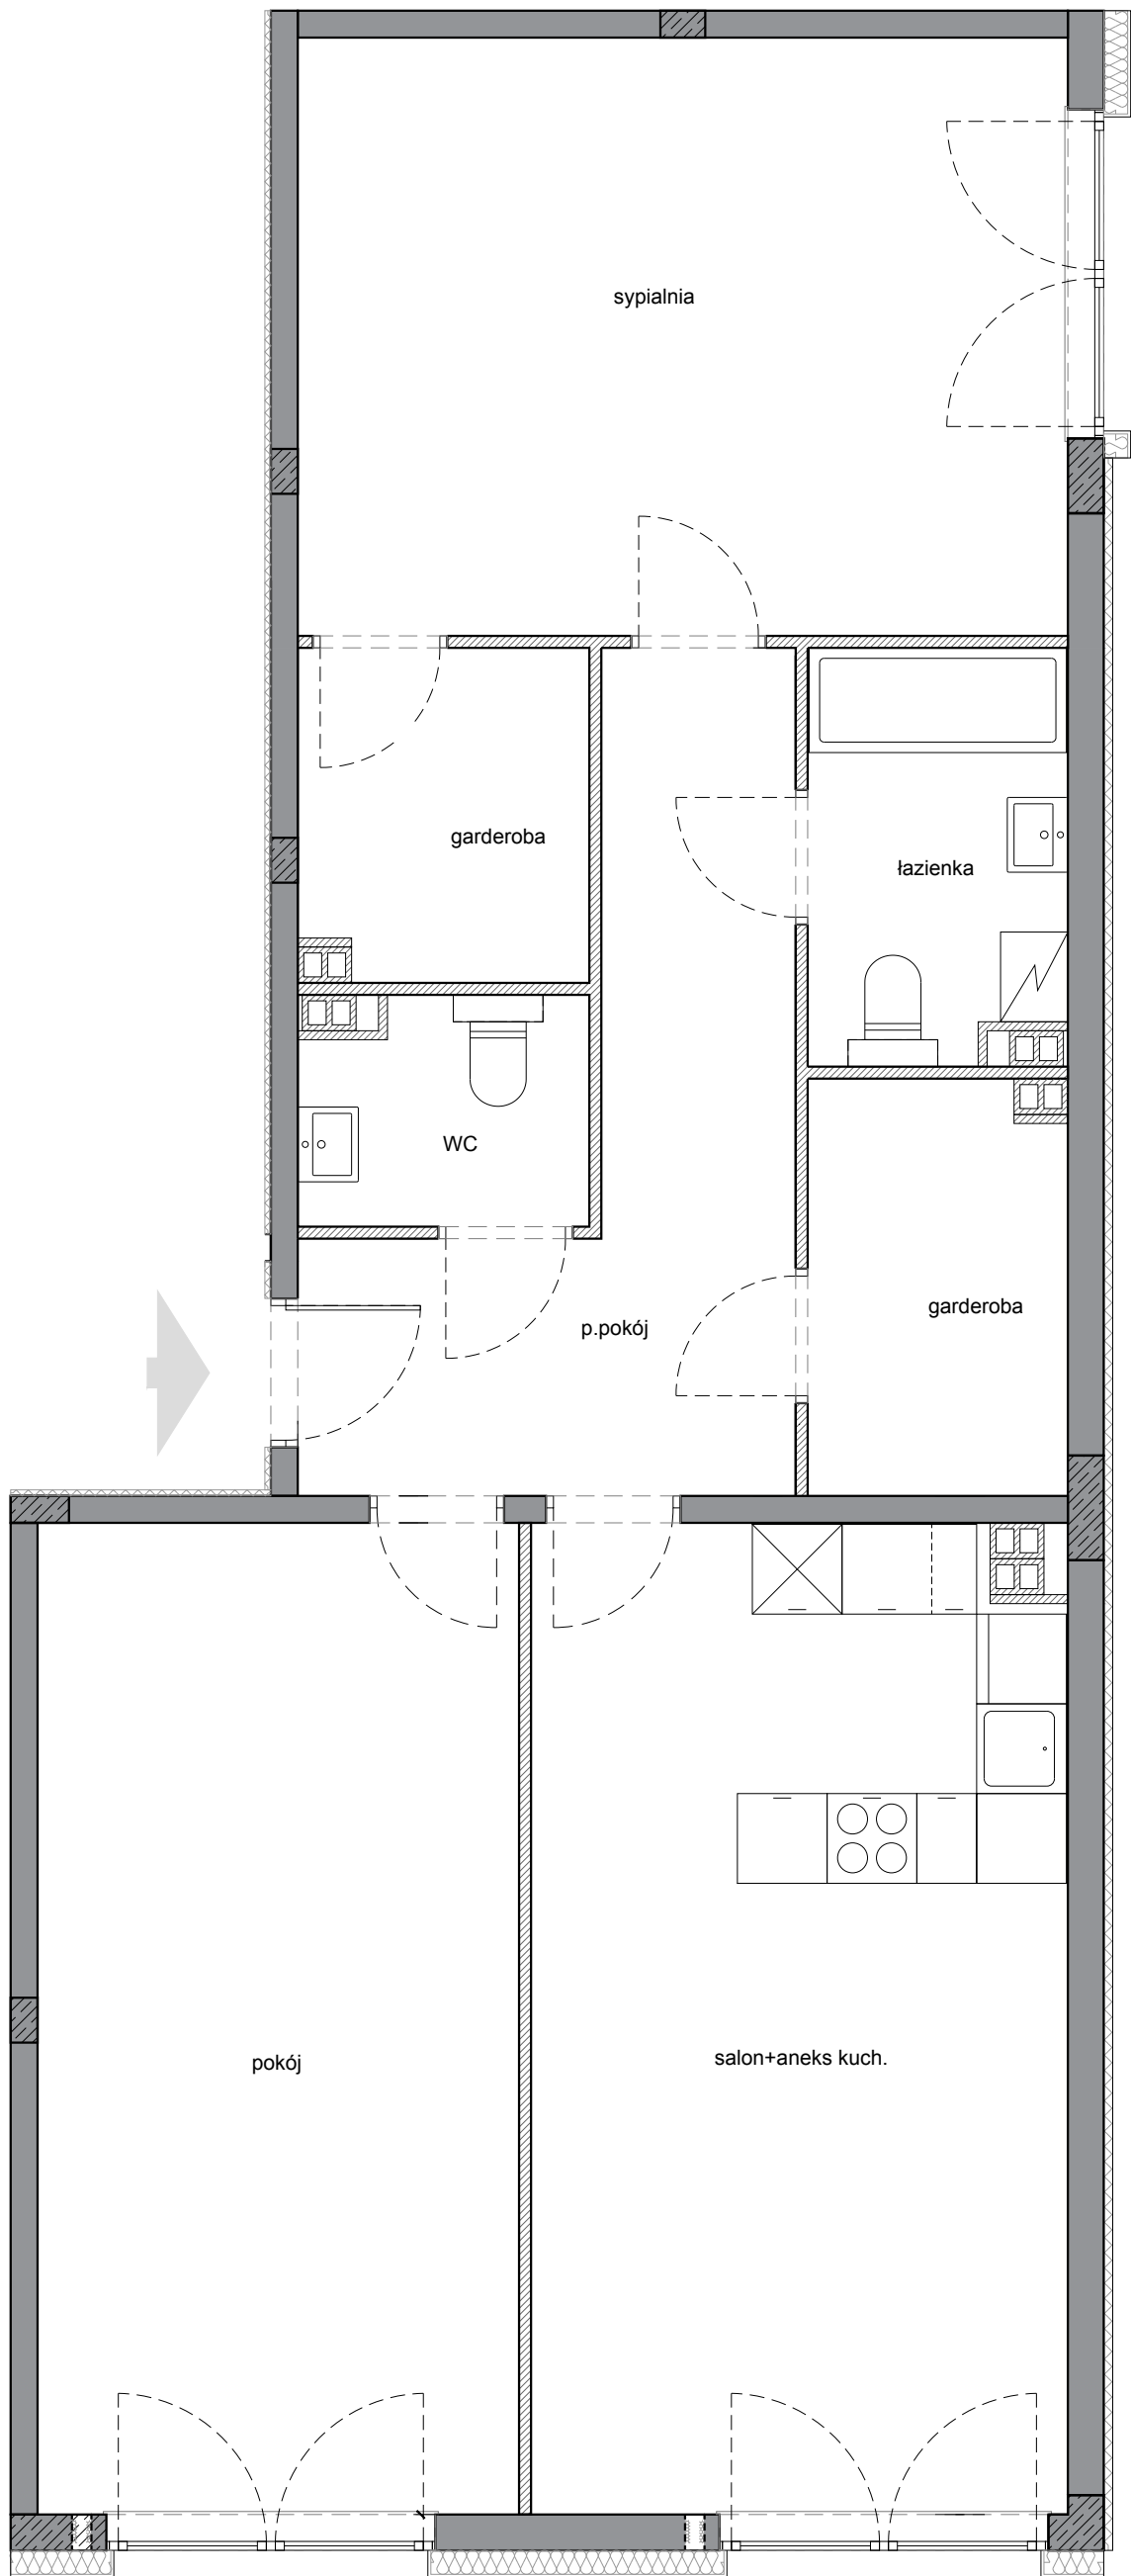 sypialnia
garderoba
łazienka
WC
garderoba
p.pokój
pokój
salon+aneks kuch.